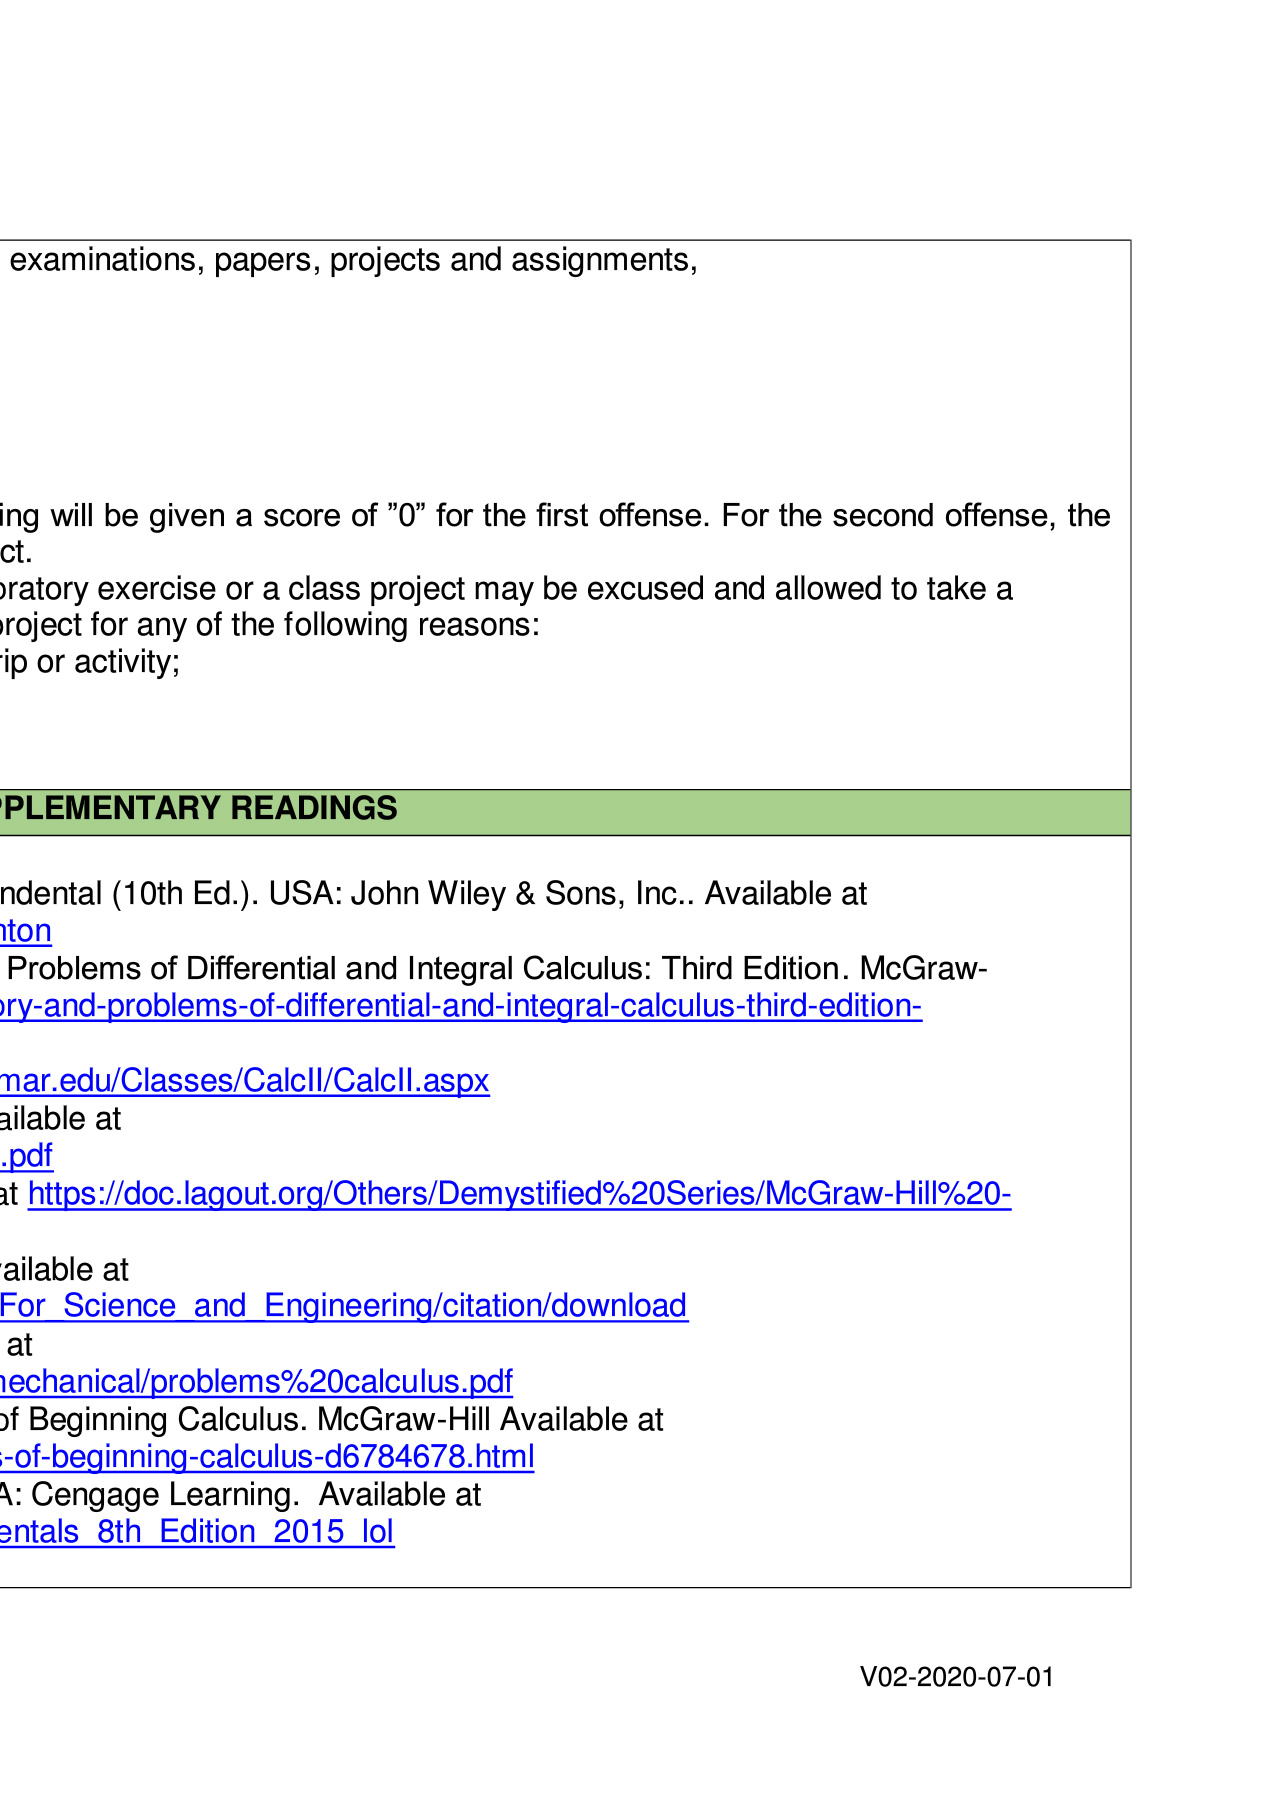 examinations, papers, projects and assignments,
ing will be given a score of ”0” for the first offense. For the second offense, the
ct.
oratory exercise or a class project may be excused and allowed to take a
project for any of the following reasons:
rip or activity;
PPLEMENTARY READINGS
ndental (10th Ed.). USA: John Wiley & Sons, Inc.. Available at
nton
Problems of Differential and Integral Calculus: Third Edition. McGraw-
ory-and-problems-of-differential-and-integral-calculus-third-edition-
mar.edu/Classes/CalcII/CalcII.aspx
ailable at
.pdf
at https://doc.lagout.org/Others/Demystified%20Series/McGraw-Hill%20-
vailable at
For_Science_and_Engineering/citation/download
at
mechanical/problems%20calculus.pdf
of Beginning Calculus. McGraw-Hill Available at
s-of-beginning-calculus-d6784678.html
A: Cengage Learning.  Available at
entals_8th_Edition_2015_lol
V02-2020-07-01